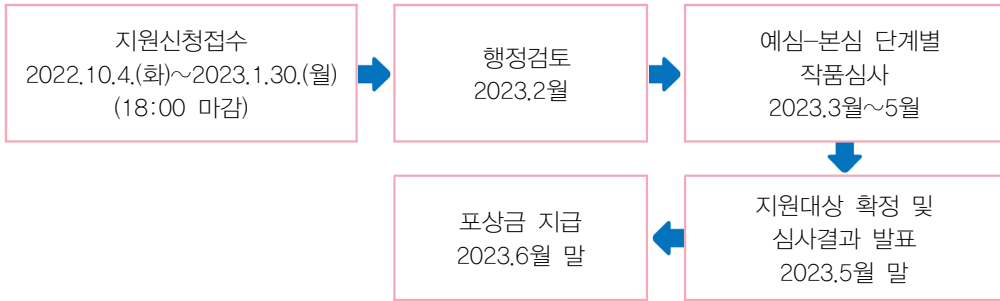 지원신청접수
2022.10.4.(화)~2023.1.30.(월)
(18:00 마감)
행정검토
2023.2월
예심-본심 단계별
작품심사
2023.3월~5월
지원대상 확정 및
심사결과 발표
2023.5월 말
포상금 지급
2023.6월 말